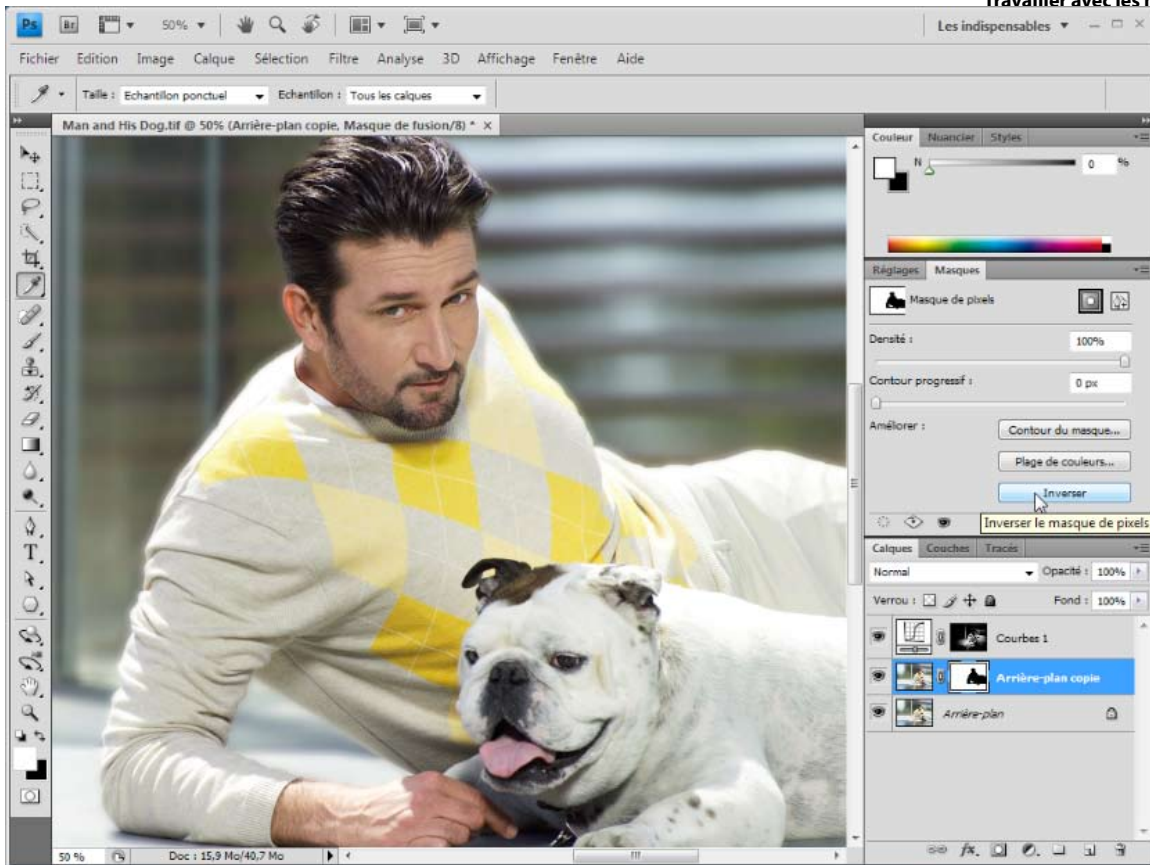 Travailler avec les
Ps Br 50% Les indispensables
Fichier Edition Image Calque Sélection Filtre Analyse 3D Affichage Fenêtre Aide
Taille : Echantillon ponctuel Echantillon : Tous les calques
Man and His Dog.tif @ 50% (Arrière-plan copie, Masque de fusion/8) * ×
Couleur Nuancier Styles
N 0 %
Réglages Masques
Masque de pixels
Densité : 100%
Contour progressif : 0 px
Améliorer : Contour du masque...
Plage de couleurs...
Inverser
Inverser le masque de pixels
Calques Couches Tracés
Normal Opacité : 100%
Verrou : Fond : 100%
Courbes 1
Arrière-plan copie
Arrière-plan
T
fx.
50 % Doc : 15,9 Mo/40,7 Mo